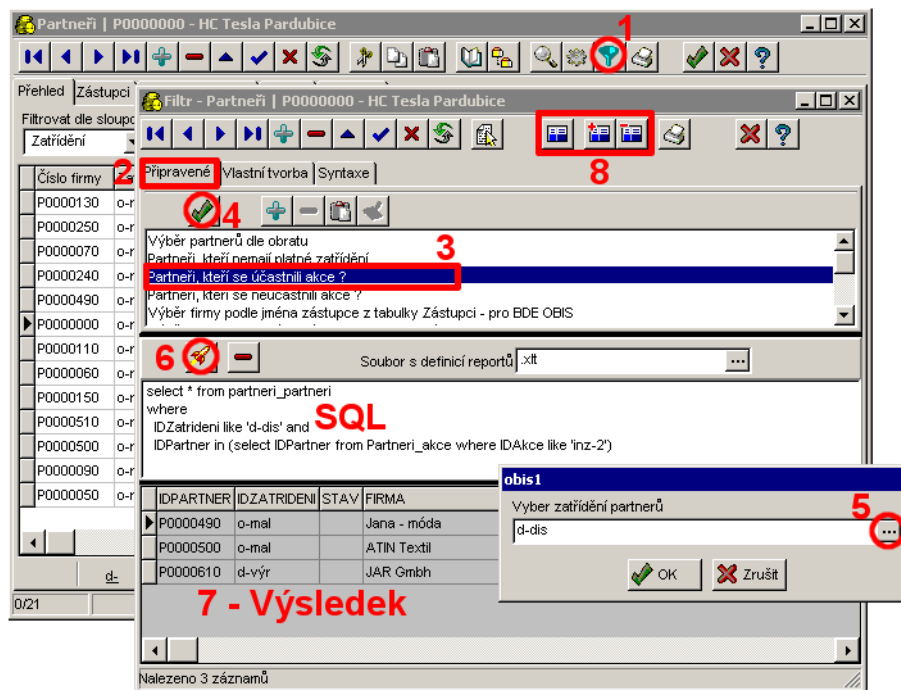 Partneři | P0000000 - HC Tesla Pardubice
1
Přehled
Zástupci
Filtrovat dle sloupc
Zatřídění
Číslo firmy
P0000130 o-r
P0000250 o-r
P0000070 o-r
P0000240 o-r
P0000490 o-r
P0000000 o-r
P0000110 o-r
P0000060 o-r
P0000150 o-r
P0000510 o-r
P0000500 o-r
P0000090 o-r
P0000050 o-r
d-
0/21
Filtr - Partneři | P0000000 - HC Tesla Pardubice
8
2
Připravené Vlastní tvorba Syntaxe
4
Výběr partnerů dle obratu
3
Partneři, kteří nemají platné zatřídění
Partneři, kteří se účastnili akce ?
Partneři, kteří se neúčastnili akce ?
Výběr firmy podle jména zástupce z tabulky Zástupci - pro BDE OBIS
6
Soubor s definicí reportů .xlt ...
select * from partneri_partneri
where
IDZatrideni like 'd-dis' and
SQL
IDPartner in (select IDPartner from Partneri_akce where IDAkce like 'inz-2')
IDPARTNER IDZATRIDENI STAV FIRMA
P0000490 o-mal Jana - móda
P0000500 o-mal ATIN Textil
P0000610 d-výr JAR Gmbh
7 - Výsledek
Nalezeno 3 záznamů
obis1
Vyber zatřídění partnerů
5
d-dis ...
OK Zrušit